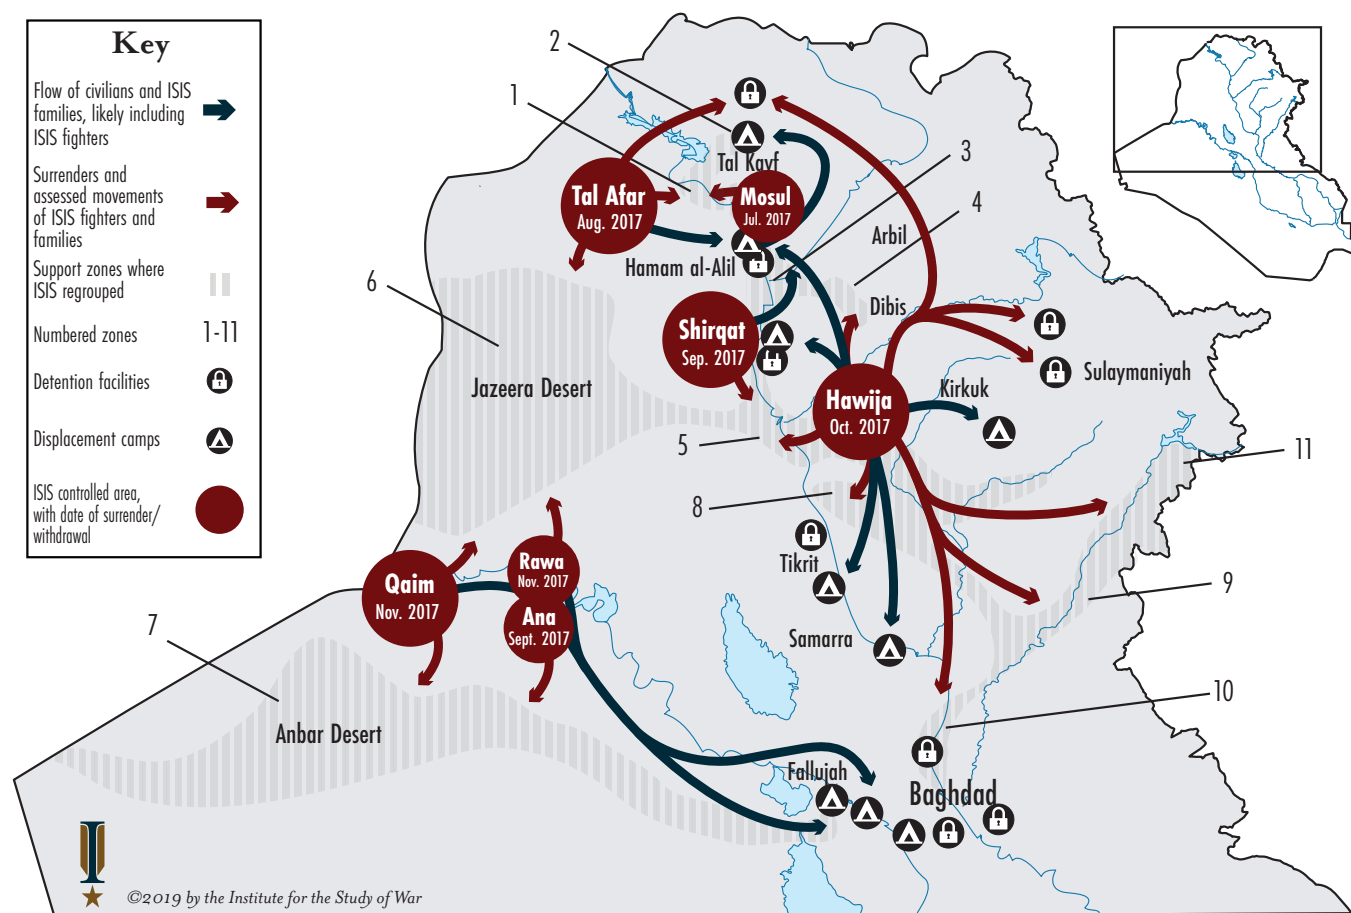 Key
Flow of civilians and ISIS
families, likely including
ISIS fighters
Surrenders and
assessed movements
of ISIS fighters and
families
Support zones where
ISIS regrouped
Numbered zones
1-11
Detention facilities
Displacement camps
ISIS controlled area,
with date of surrender/
withdrawal
2
1
3
4
Tal Kayf
Tal Afar
Aug. 2017
Mosul
Jul. 2017
Arbil
Hamam al-Alil
6
Dibis
Shirqat
Sep. 2017
Sulaymaniyah
Jazeera Desert
Kirkuk
Hawija
Oct. 2017
5
11
8
Tikrit
Rawa
Nov. 2017
Qaim
Nov. 2017
Ana
Sept. 2017
9
7
Samarra
10
Anbar Desert
Fallujah
Baghdad
©2019 by the Institute for the Study of War